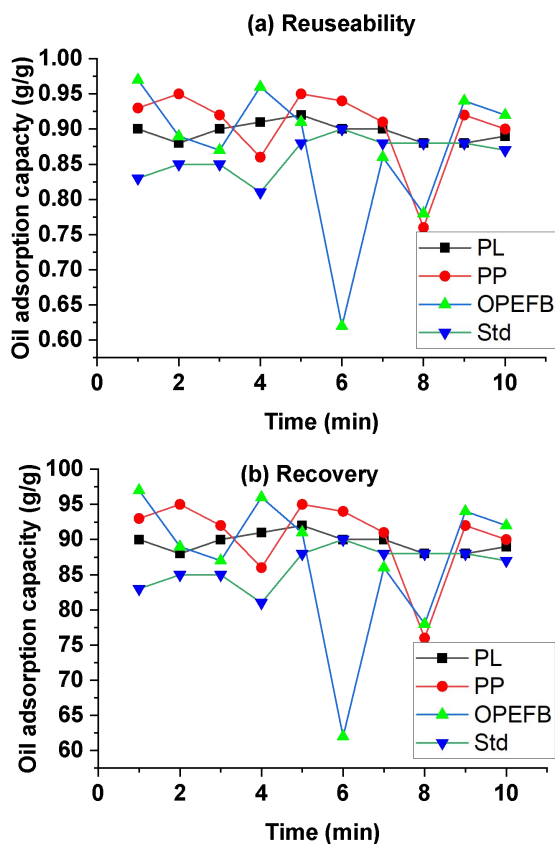 (a) Reuseability
Oil adsorption capacty (g/g)
1.00
0.95
0.90
0.85
0.80
0.75
0.70
0.65
0.60
PL
PP
OPEFB
Std
0 2 4 6 8 10
Time (min)
(b) Recovery
Oil adsorption capacity (g/g)
100
95
90
85
80
75
70
65
60
PL
PP
OPEFB
Std
0 2 4 6 8 10
Time (min)